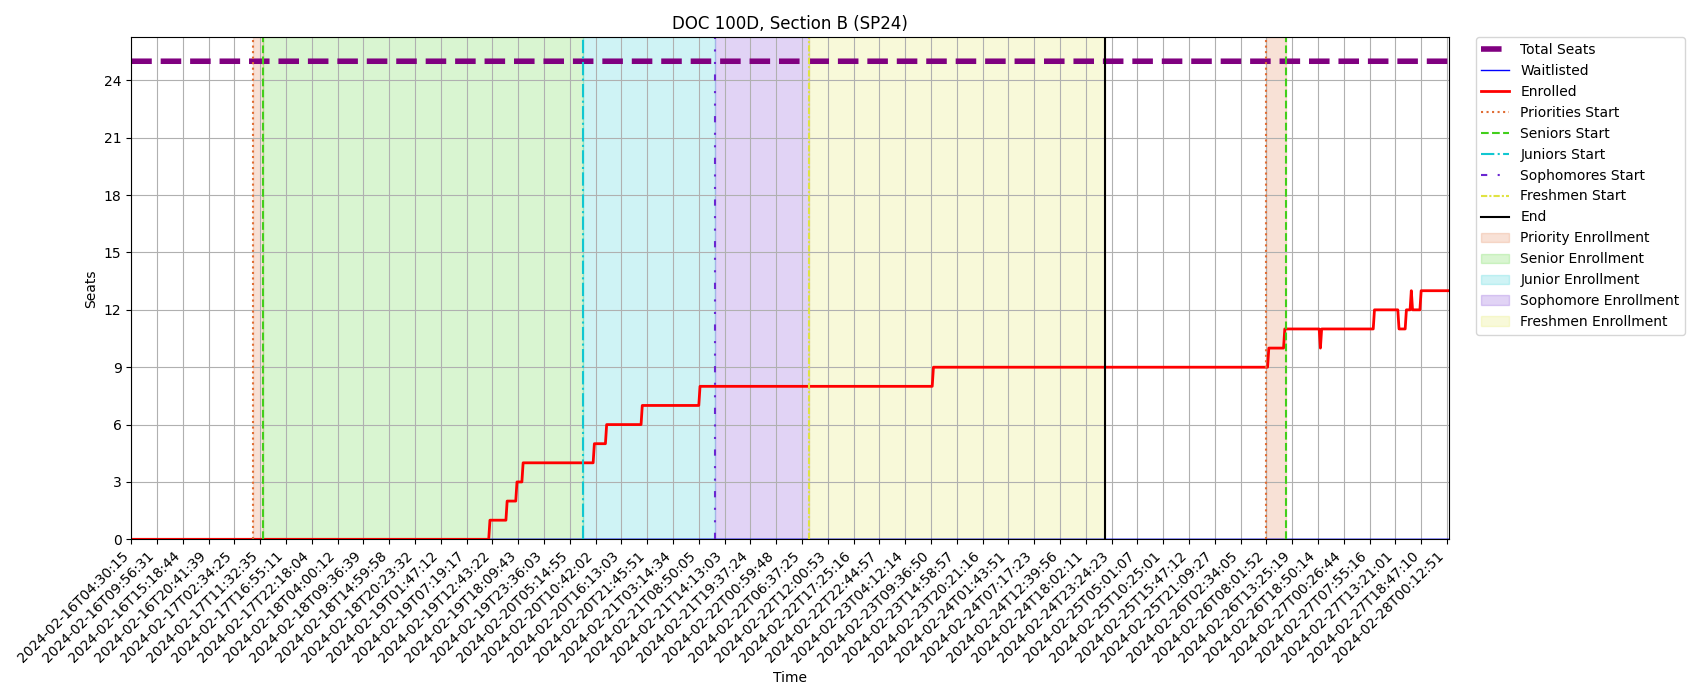 DOC 100D, Section B (SP24)
Seats
24
21
18
15
12
9
6
3
0
2024-02-16T04:30:15
2024-02-16T09:56:31
2024-02-16T15:18:44
2024-02-16T20:41:39
2024-02-17T02:34:25
2024-02-17T11:32:35
2024-02-17T16:55:11
2024-02-17T22:18:04
2024-02-18T04:00:12
2024-02-18T09:36:39
2024-02-18T14:59:58
2024-02-18T20:23:32
2024-02-19T01:47:12
2024-02-19T07:19:17
2024-02-19T12:43:22
2024-02-19T18:09:43
2024-02-19T23:36:03
2024-02-20T05:14:55
2024-02-20T10:42:02
2024-02-20T16:13:03
2024-02-20T21:45:51
2024-02-21T03:14:34
2024-02-21T08:50:05
2024-02-21T14:13:03
2024-02-21T19:37:24
2024-02-22T00:59:48
2024-02-22T06:37:25
2024-02-22T12:00:53
2024-02-22T17:25:16
2024-02-22T22:44:57
2024-02-23T04:12:14
2024-02-23T09:36:50
2024-02-23T14:58:57
2024-02-23T20:21:16
2024-02-24T01:43:51
2024-02-24T07:17:23
2024-02-24T12:39:56
2024-02-24T18:02:11
2024-02-24T23:24:23
2024-02-25T05:01:07
2024-02-25T10:25:01
2024-02-25T15:47:12
2024-02-25T21:09:27
2024-02-26T02:34:05
2024-02-26T08:01:52
2024-02-26T13:25:19
2024-02-26T18:50:14
2024-02-27T00:26:44
2024-02-27T07:55:16
2024-02-27T13:21:01
2024-02-27T18:47:10
2024-02-28T00:12:51
Time
Total Seats
Waitlisted
Enrolled
Priorities Start
Seniors Start
Juniors Start
Sophomores Start
Freshmen Start
End
Priority Enrollment
Senior Enrollment
Junior Enrollment
Sophomore Enrollment
Freshmen Enrollment